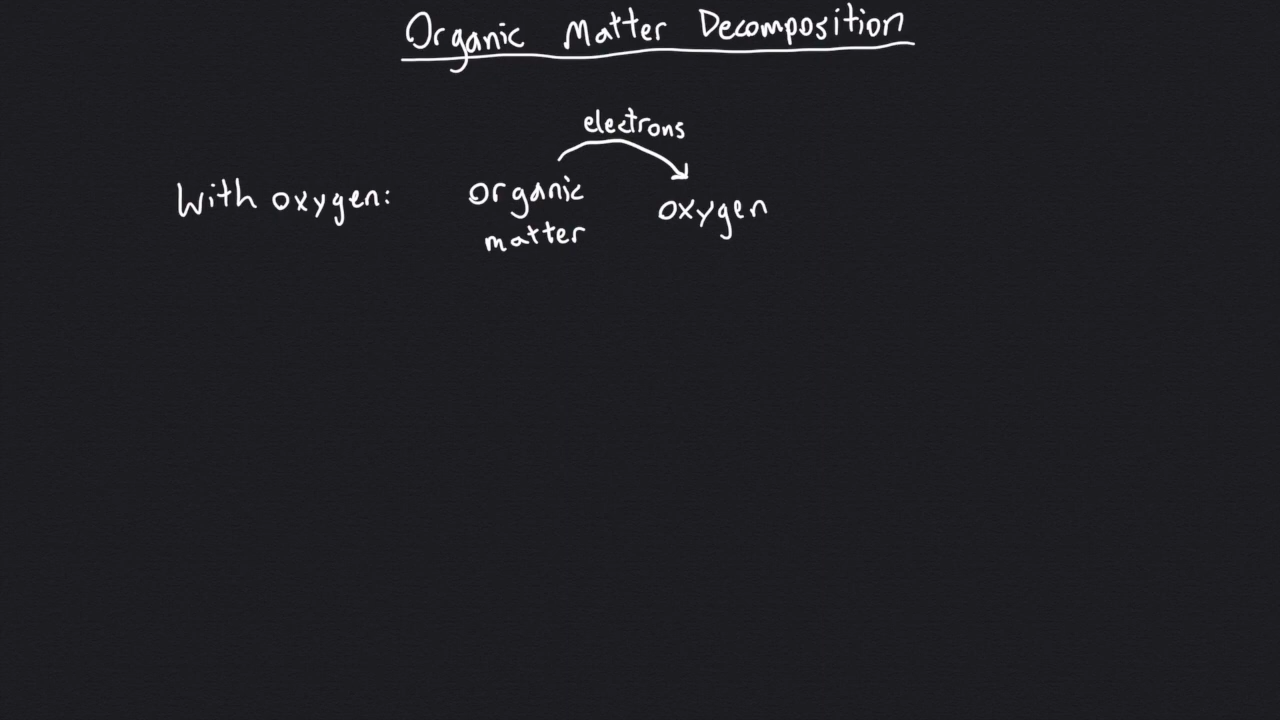 Organic Matter Decomposition
electrons
With oxygen: organic matter oxygen